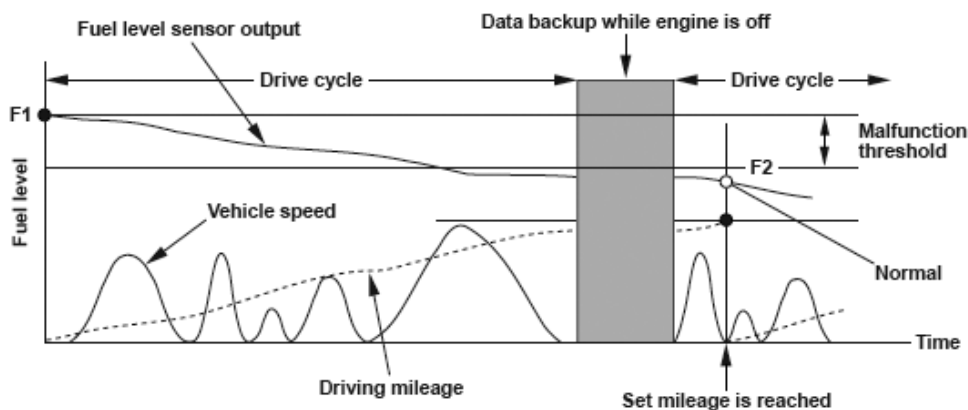 Data backup while engine is off
Fuel level sensor output
Drive cycle
Drive cycle
F1
Malfunction
threshold
F2
Fuel level
Vehicle speed
Normal
Time
Driving mileage
Set mileage is reached